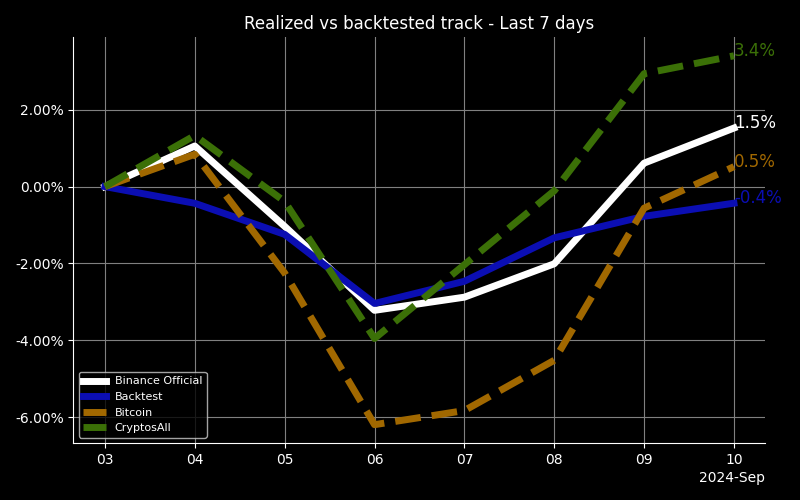 Realized vs backtested track - Last 7 days
3.4%
2.00%
1.5%
0.5%
0.00%
-0.4%
-2.00%
-4.00%
Binance Official
Backtest
Bitcoin
CryptosAll
-6.00%
03 04 05 06 07 08 09 10
2024-Sep